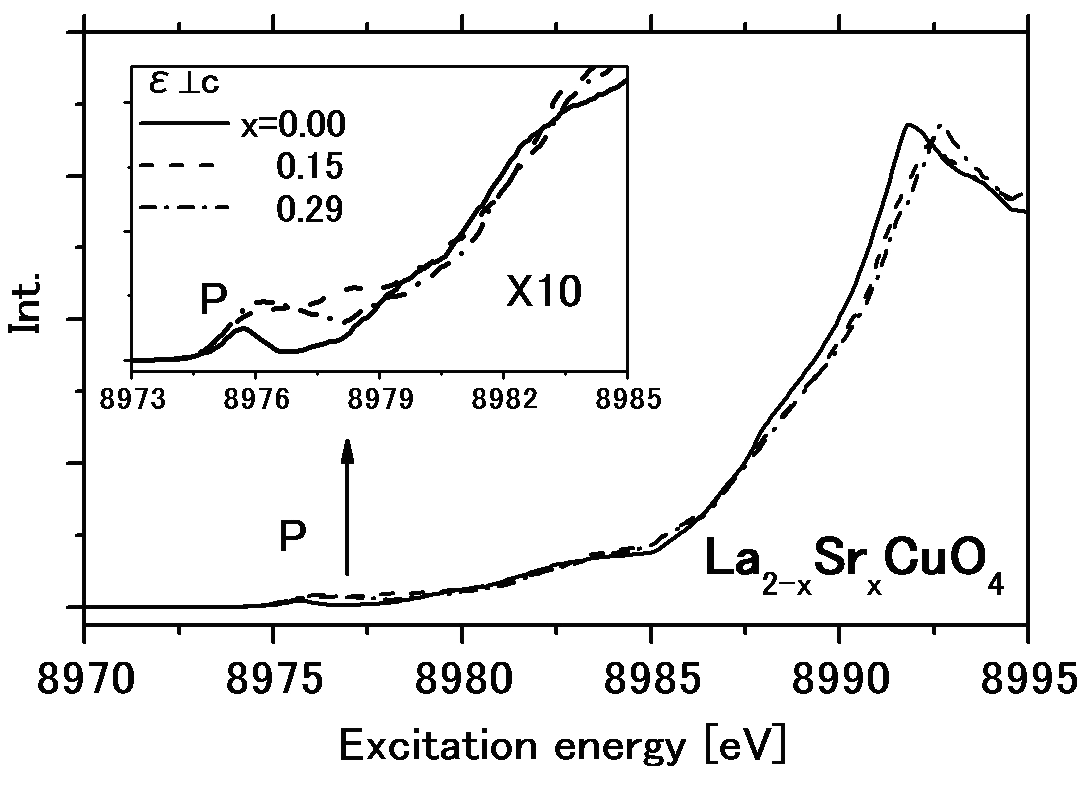 ε ⊥c
x=0.00
0.15
0.29
P
X10
8973 8976 8979 8982 8985
Int.
P
La2-xSrxCuO4
8970 8975 8980 8985 8990 8995
Excitation energy [eV]